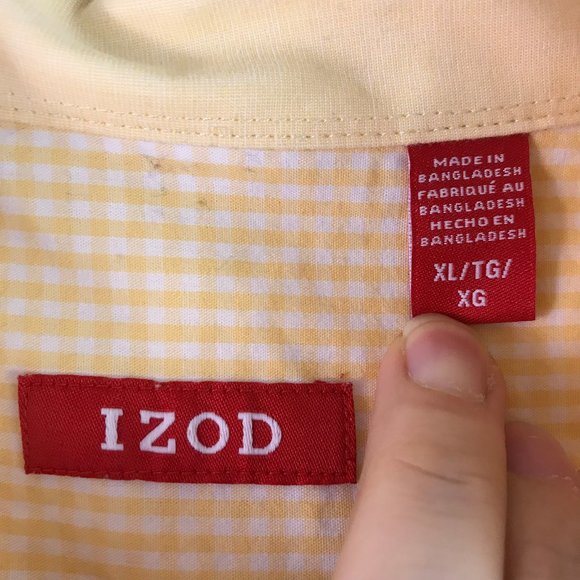 MADE IN
BANGLADESH
FABRIQUÉ AU
BANGLADESH
HECHO EN
BANGLADESH
XL/TG/
XG
IZOD